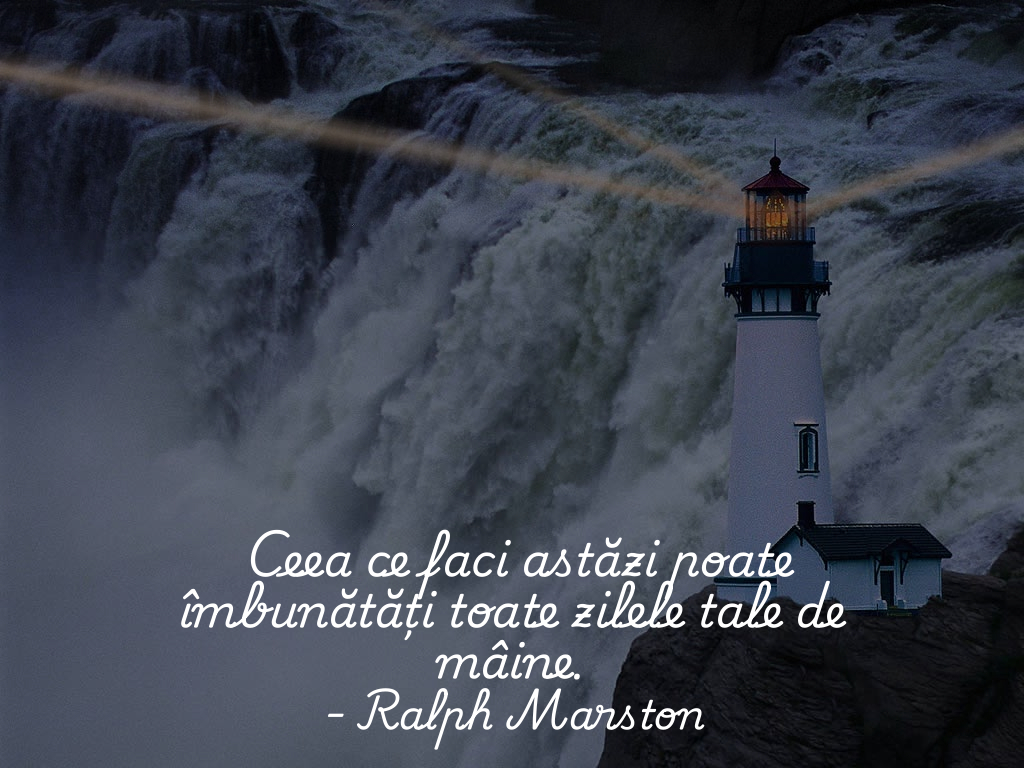 Ceea ce faci astăzi poate
îmbunătăți toate zilele tale de
mâine.
- Ralph Marston